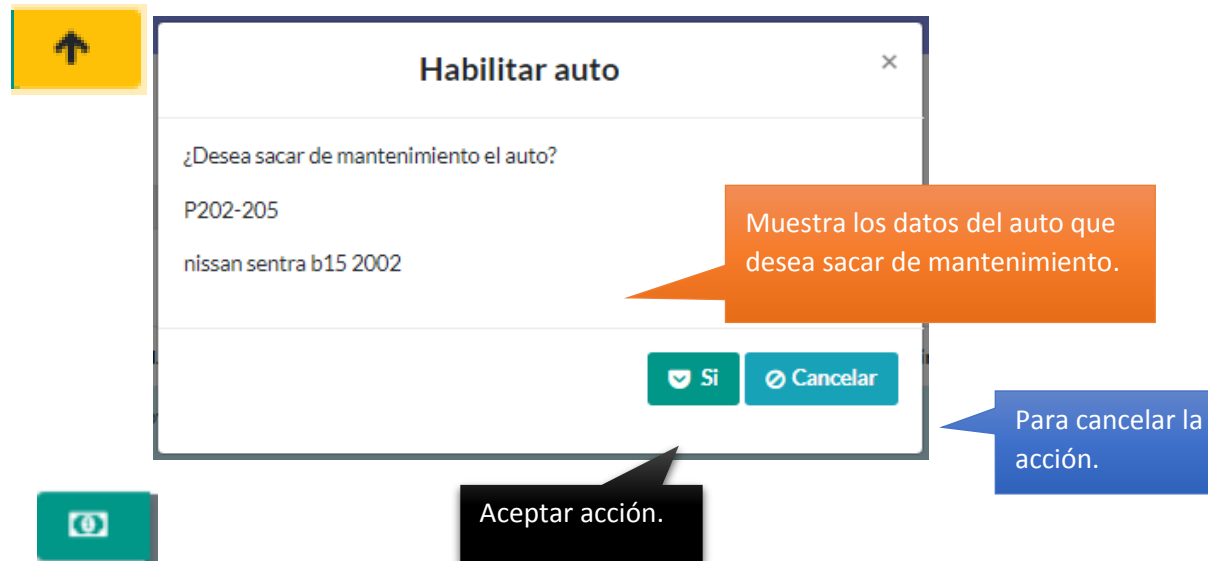 Habilitar auto
×
¿Desea sacar de mantenimiento el auto?
P202-205
nissan sentra b15 2002
Muestra los datos del auto que
desea sacar de mantenimiento.
Si
Cancelar
Para cancelar la
acción.
Aceptar acción.